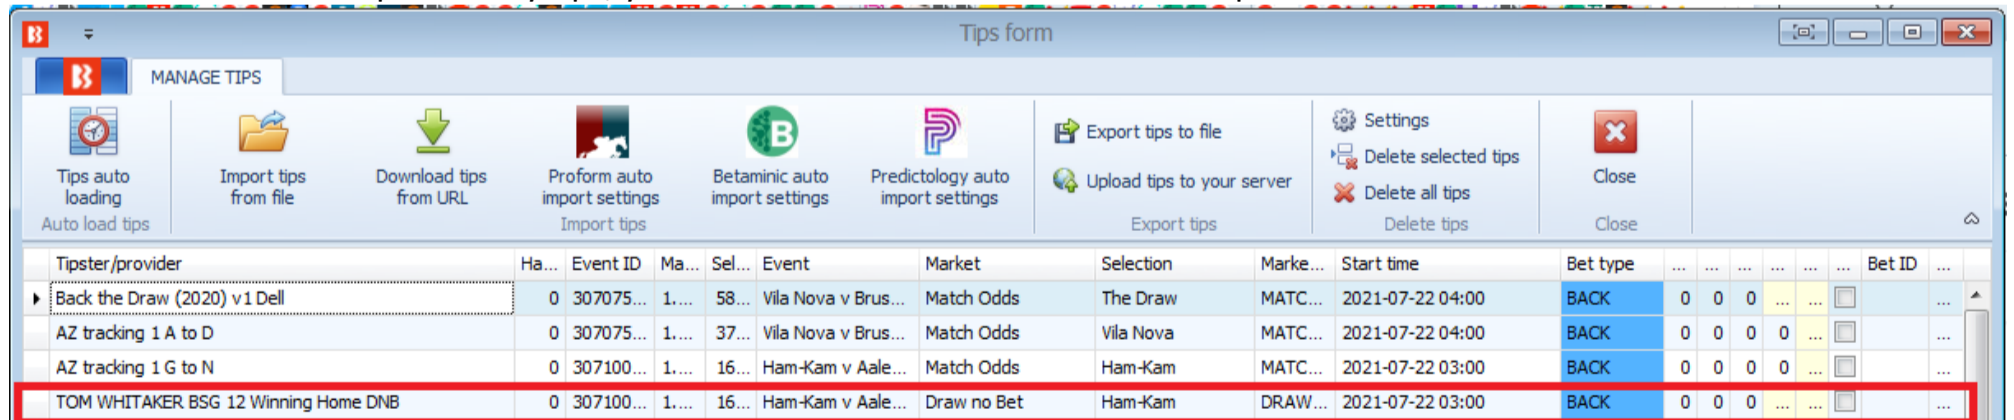 Tips form
MANAGE TIPS
Tips auto loading
Import tips from file
Download tips from URL
Proform auto import settings
Betaminic auto import settings
Predictology auto import settings
Export tips to file
Upload tips to your server
Settings
Delete selected tips
Delete all tips
Close
Auto load tips
Import tips
Export tips
Delete tips
Close
Tipster/provider Ha... Event ID Ma... Sel... Event Market Selection Marke... Start time Bet type ... ... ... ... ... ... Bet ID ...
Back the Draw (2020) v1 Dell 0 307075... 1.... 58... Vila Nova v Brus... Match Odds The Draw MATC... 2021-07-22 04:00 BACK 0 0 0 ... ... ...
AZ tracking 1 A to D 0 307075... 1.... 37... Vila Nova v Brus... Match Odds Vila Nova MATC... 2021-07-22 04:00 BACK 0 0 0 0 ... ...
AZ tracking 1 G to N 0 307100... 1.... 16... Ham-Kam v Aale... Match Odds Ham-Kam MATC... 2021-07-22 03:00 BACK 0 0 0 0 ... ...
TOM WHITAKER BSG 12 Winning Home DNB 0 307100... 1.... 16... Ham-Kam v Aale... Draw no Bet Ham-Kam DRAW... 2021-07-22 03:00 BACK 0 0 0 ... ... ...